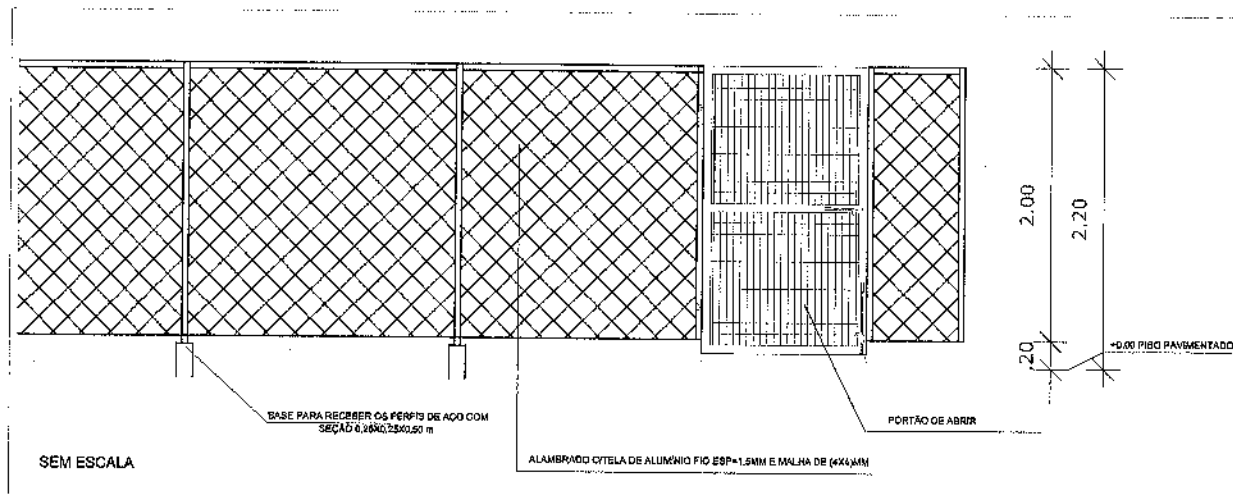 2.00
2.20
.20
+0.00 PISO PAVIMENTADO
BASE PARA RECEBER OS PERFIS DE AÇO COM
SEÇÃO 0,25X0,25X0,50 m
PORTÃO DE ABRIR
SEM ESCALA
ALAMBRADO C/TELA DE ALUMÍNIO FIO ESP=1.5MM E MALHA DE (4X4)MM